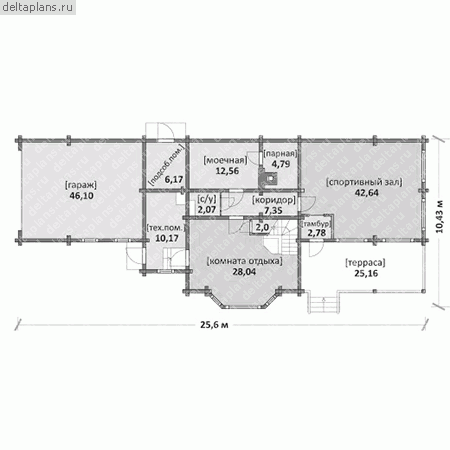 deltaplans.ru
[гараж]
46,10
[подсоб.пом.]
6,17
[моечная]
12,56
[парная]
4,79
[спортивный зал]
42,64
[с/у]
2,07
[коридор]
7,35
[тех.пом.]
10,17
2,0
[тамбур]
2,78
[комната отдыха]
28,04
[терраса]
25,16
10,43 м
25,6 м